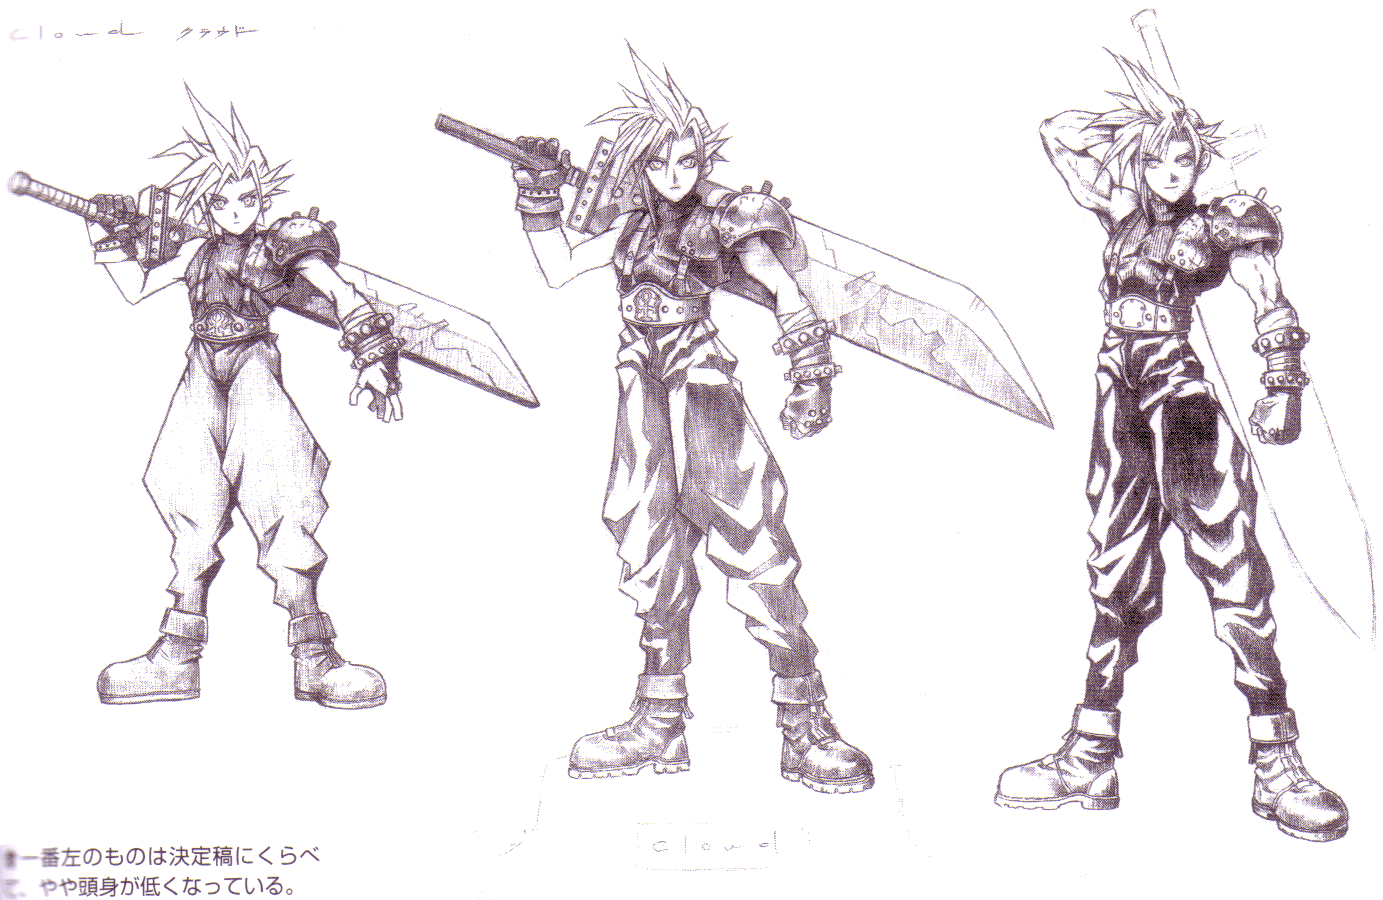 cloud クラウド
cloud
一番左のものは決定稿にくらべ
て、やや頭身が低くなっている。